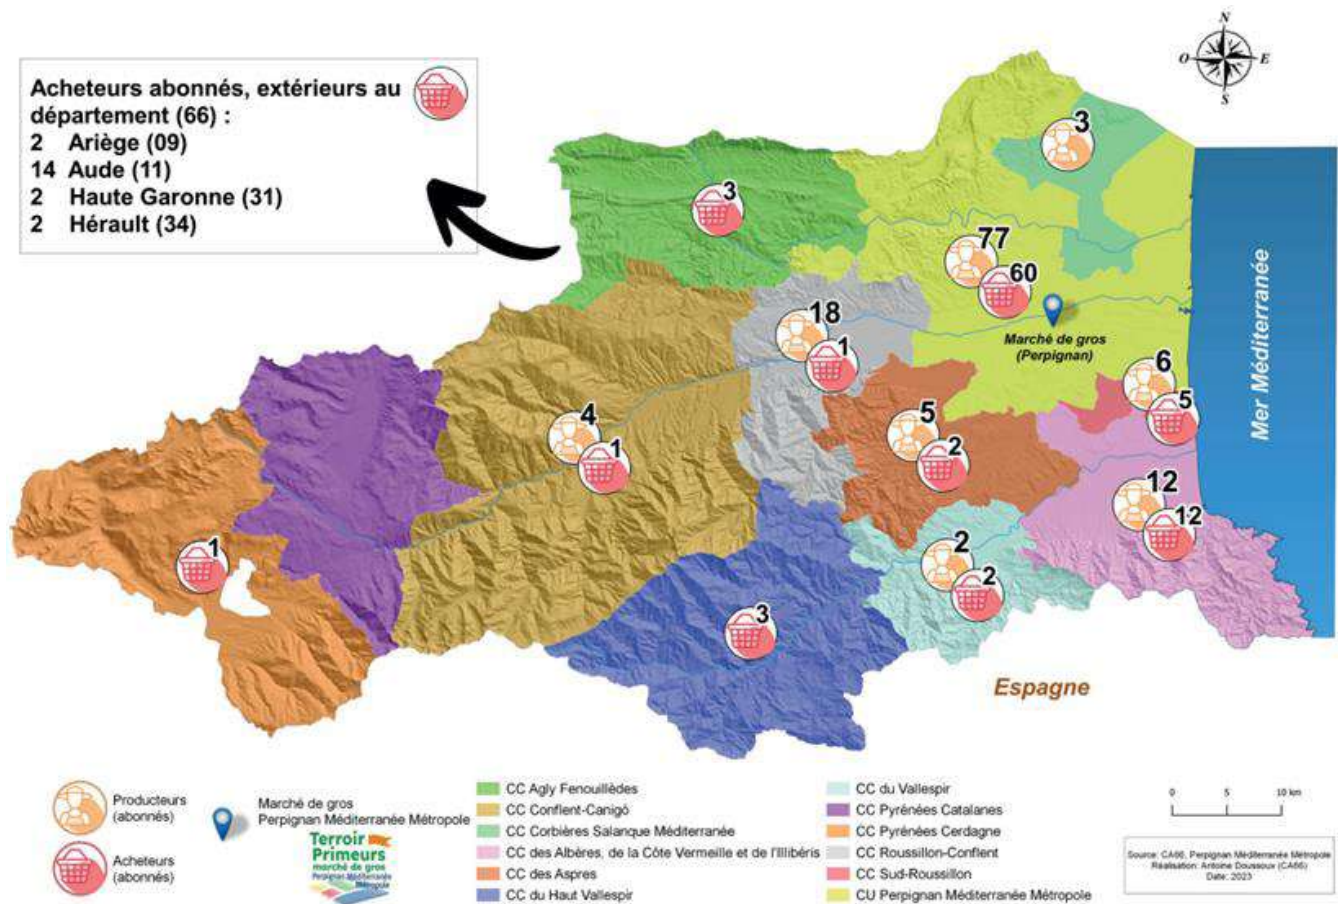 Acheteurs abonnés, extérieurs au
département (66) :
2 Ariège (09)
14 Aude (11)
2 Haute Garonne (31)
2 Hérault (34)
N
O
E
S
3
3
77
60
18
1
Marché de gros
(Perpignan)
Mer Méditerranée
6
5
4
1
5
2
12
12
1
2
2
3
Espagne
Producteurs
(abonnés)
Acheteurs
(abonnés)
Marché de gros
Perpignan Méditerranée Métropole
Terroir
Primeurs
marché de gros
Perpignan Méditerranée
Métropole
CC Agly Fenouillèdes
CC Conflent-Canigó
CC Corbières Salanque Méditerranée
CC des Albères, de la Côte Vermeille et de l'Illibéris
CC des Aspres
CC du Haut Vallespir
CC du Vallespir
CC Pyrénées Catalanes
CC Pyrénées Cerdagne
CC Roussillon-Conflent
CC Sud-Roussillon
CU Perpignan Méditerranée Métropole
0 5 10 km
Source: CA66, Perpignan Méditerranée Métropole
Réalisation: Antoine Doussoux (CA66)
Date: 2023